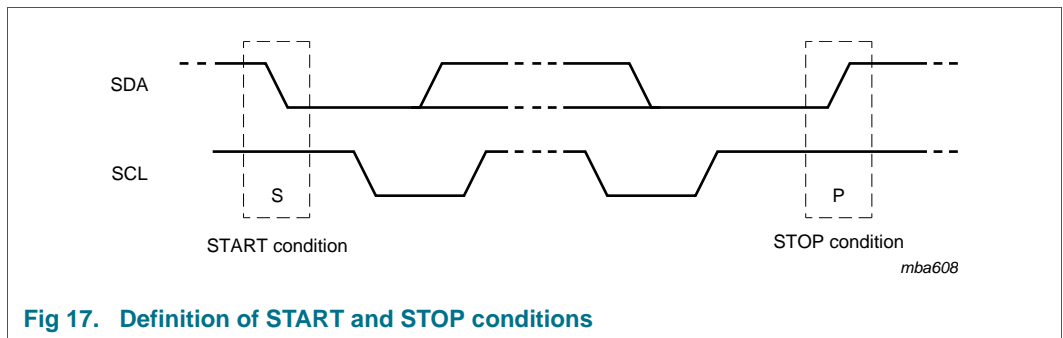 SDA
SCL
S
P
START condition
STOP condition
mba608
Fig 17. Definition of START and STOP conditions